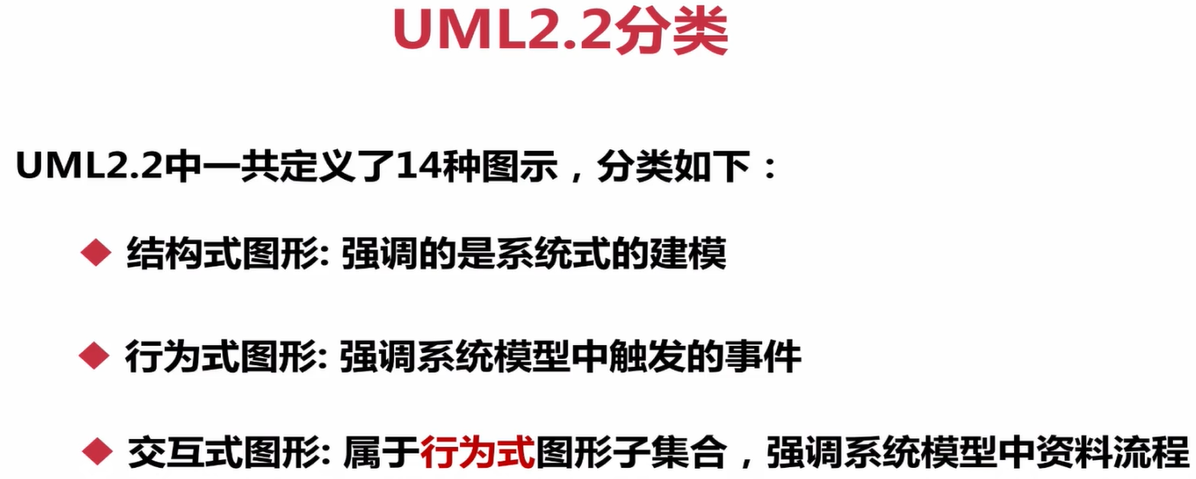 UML2.2分类
UML2.2中一共定义了14种图示，分类如下：
结构式图形: 强调的是系统式的建模
行为式图形: 强调系统模型中触发的事件
交互式图形: 属于行为式图形子集合，强调系统模型中资料流程